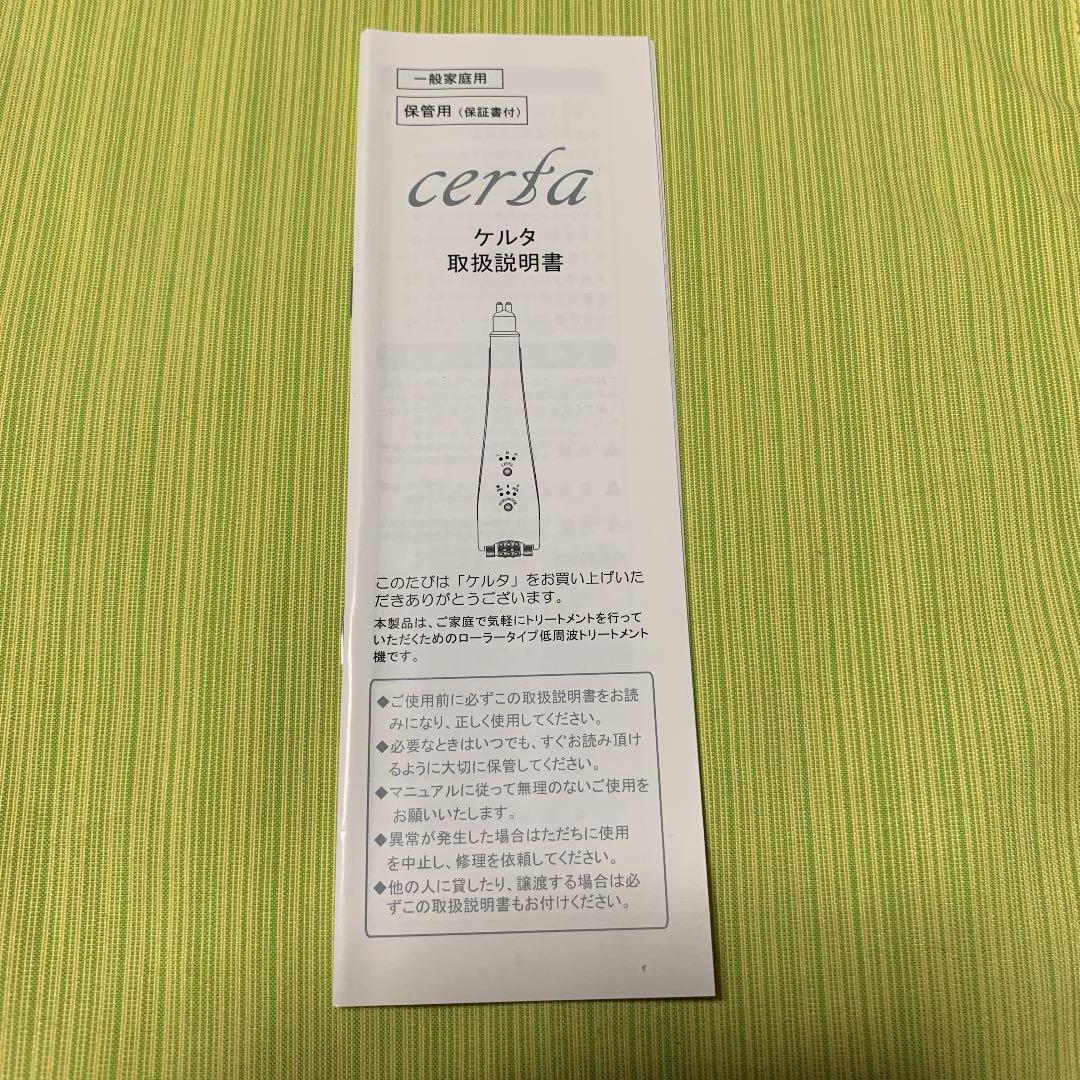 一般家庭用
保管用（保証書付）
certa
ケルタ
取扱説明書
LEVEL
このたびは「ケルタ」をお買い上げいた
だきありがとうございます。
本製品は、ご家庭で気軽にトリートメントを行って
いただくためのローラータイプ低周波トリートメント
機です。
◆ご使用前に必ずこの取扱説明書をお読
みになり、正しく使用してください。
◆必要なときはいつでも、すぐお読み頂け
るように大切に保管してください。
◆マニュアルに従って無理のないご使用を
お願いいたします。
◆異常が発生した場合はただちに使用
を中止し、修理を依頼してください。
◆他の人に貸したり、譲渡する場合は必
ずこの取扱説明書もお付けください。